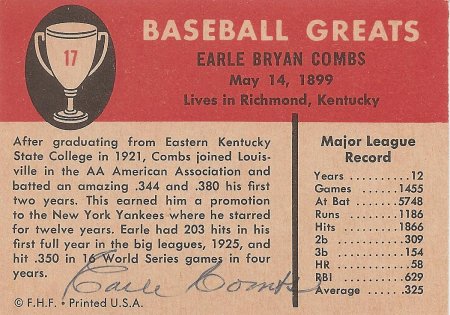 17
BASEBALL GREATS
EARLE BRYAN COMBS
May 14, 1899
Lives in Richmond, Kentucky
After graduating from Eastern Kentucky
State College in 1921, Combs joined Louis-
ville in the AA American Association and
batted an amazing .344 and .380 his first
two years. This earned him a promotion
to the New York Yankees where he starred
for twelve years. Earle had 203 hits in his
first full year in the big leagues, 1925, and
hit .350 in 16 World Series games in four
years.
Earle Combs
© F.H.F. • Printed U.S.A.
Major League
Record
Years 12
Games 1455
At Bat 5748
Runs 1186
Hits 1866
2b 309
3b 154
HR 58
RBI 629
Average .325